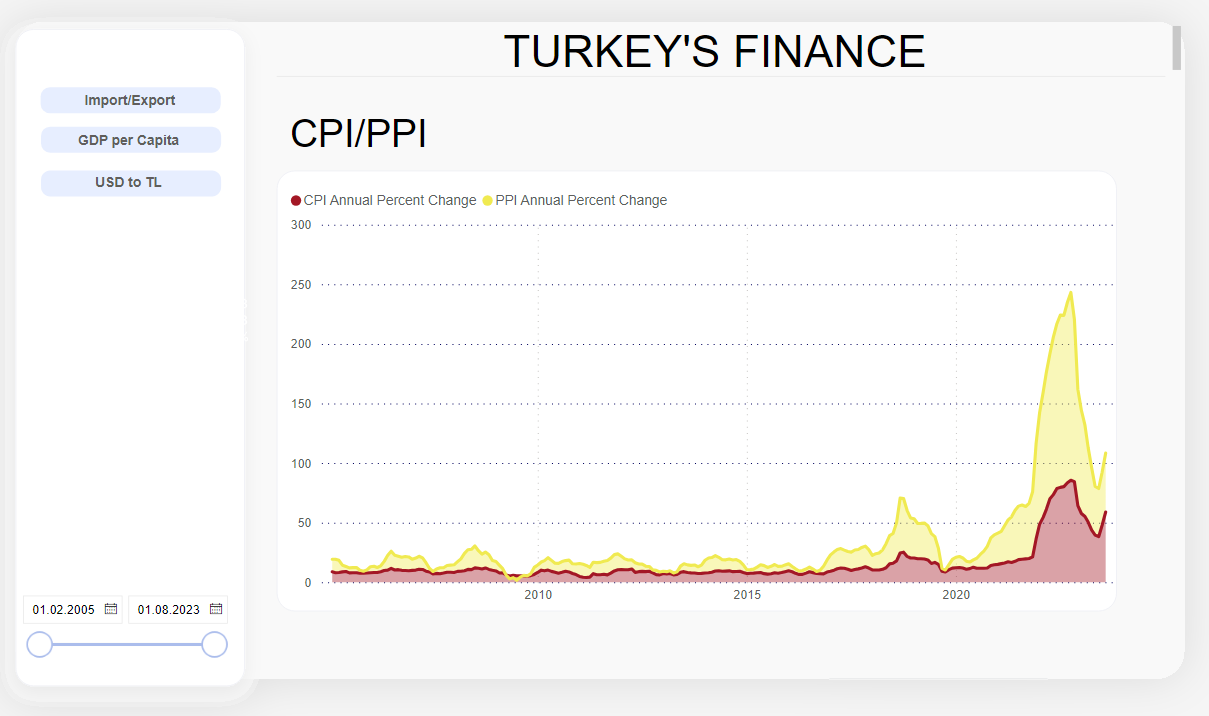 TURKEY'S FINANCE
Import/Export
GDP per Capita
USD to TL
01.02.2005
01.08.2023
CPI/PPI
CPI Annual Percent Change
PPI Annual Percent Change
300
250
200
150
100
50
0
2010
2015
2020